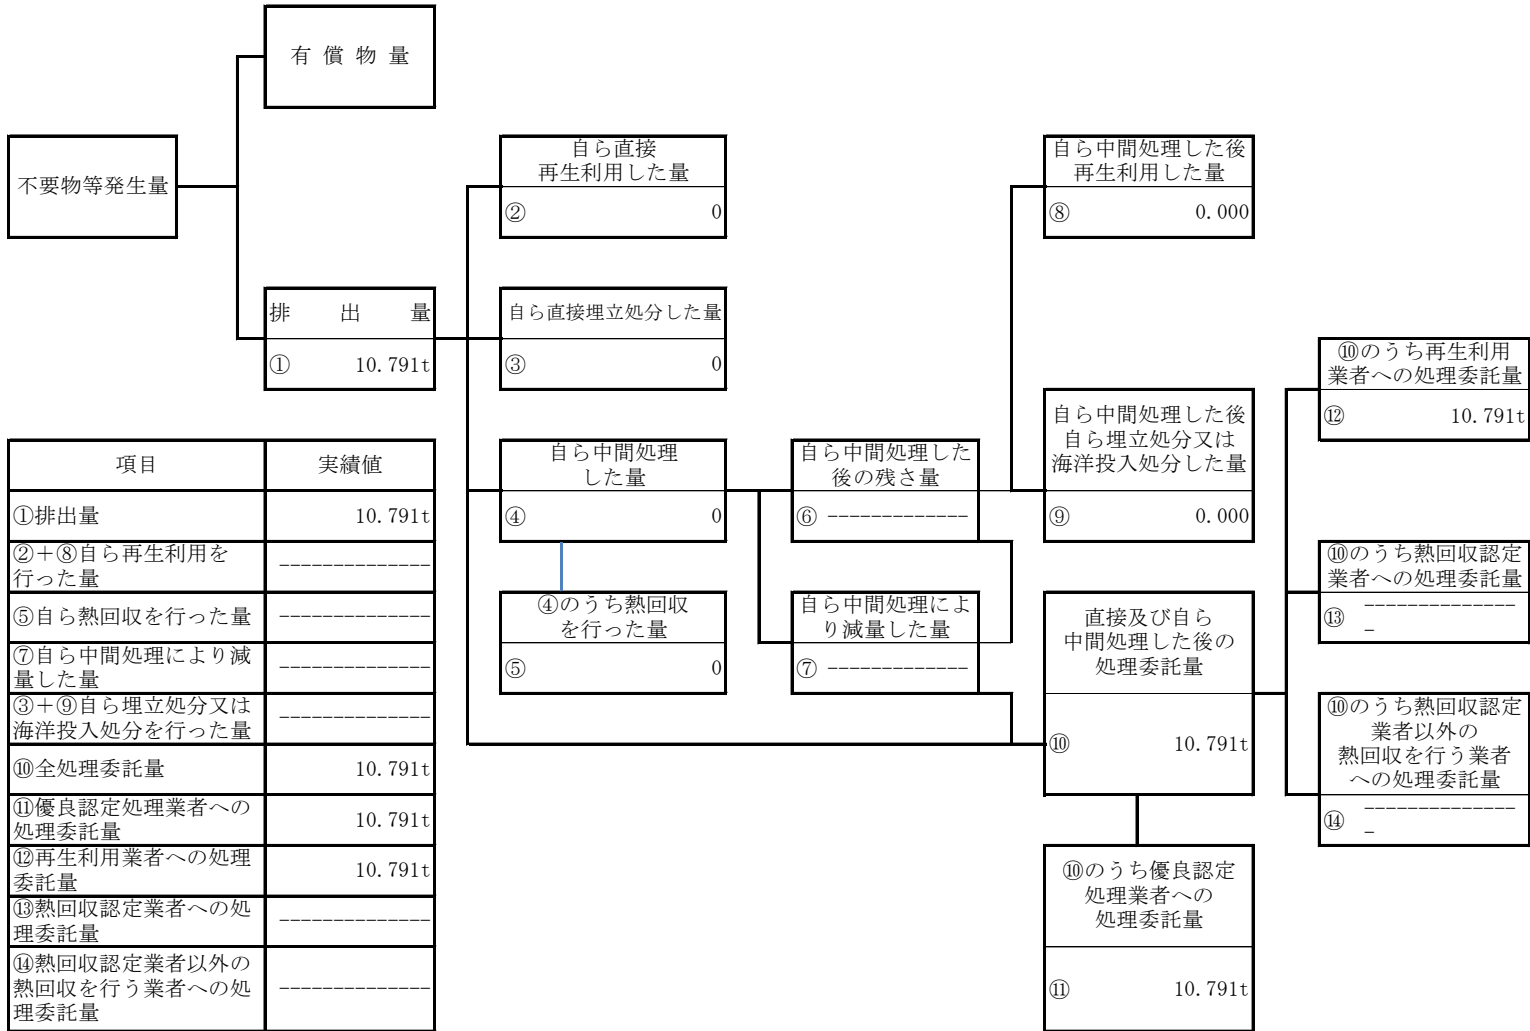 有 償 物 量
不要物等発生量
排　出　量
① 10.791t
自ら直接
再生利用した量
② 0
自ら直接埋立処分した量
③ 0
自ら中間処理
した量
④ 0
④のうち熱回収
を行った量
⑤ 0
自ら中間処理した
後の残さ量
⑥ -------------
自ら中間処理によ
り減量した量
⑦ -------------
自ら中間処理した後
再生利用した量
⑧ 0.000
自ら中間処理した後
自ら埋立処分又は
海洋投入処分した量
⑨ 0.000
直接及び自ら
中間処理した後の
処理委託量
⑩ 10.791t
⑩のうち優良認定
処理業者への
処理委託量
⑪ 10.791t
⑩のうち再生利用
業者への処理委託量
⑫ 10.791t
⑩のうち熱回収認定
業者への処理委託量
⑬ --------------
-
⑩のうち熱回収認定
業者以外の
熱回収を行う業者
への処理委託量
⑭ --------------
-
項目 実績値
①排出量 10.791t
②＋⑧自ら再生利用を
行った量 --------------
⑤自ら熱回収を行った量 --------------
⑦自ら中間処理により減
量した量 --------------
③＋⑨自ら埋立処分又は
海洋投入処分を行った量 --------------
⑩全処理委託量 10.791t
⑪優良認定処理業者への
処理委託量 10.791t
⑫再生利用業者への処理
委託量 10.791t
⑬熱回収認定業者への処
理委託量 --------------
⑭熱回収認定業者以外の
熱回収を行う業者への処
理委託量 --------------